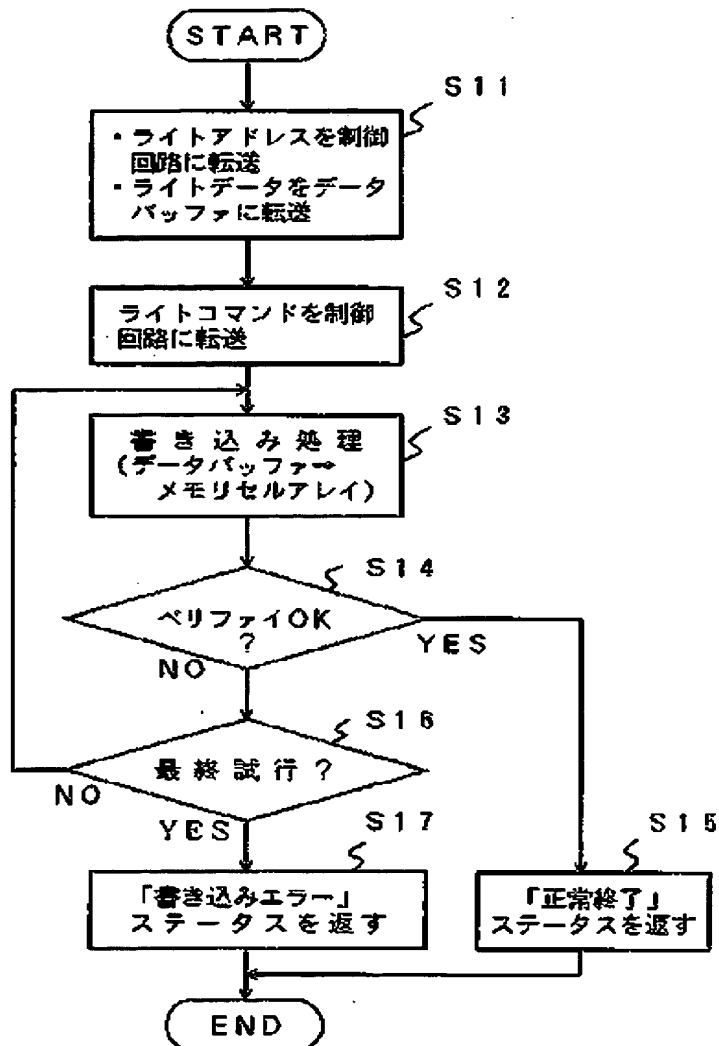 START
S11
・ライトアドレスを制御
回路に転送
・ライトデータをデータ
バッファに転送
S12
ライトコマンドを制御
回路に転送
S13
書き込み処理
(データバッファ→
メモリセルアレイ)
S14
ベリファイOK
?
YES
NO
S16
最終試行?
NO
YES
S17
S15
「書き込みエラー」
ステータスを返す
「正常終了」
ステータスを返す
END